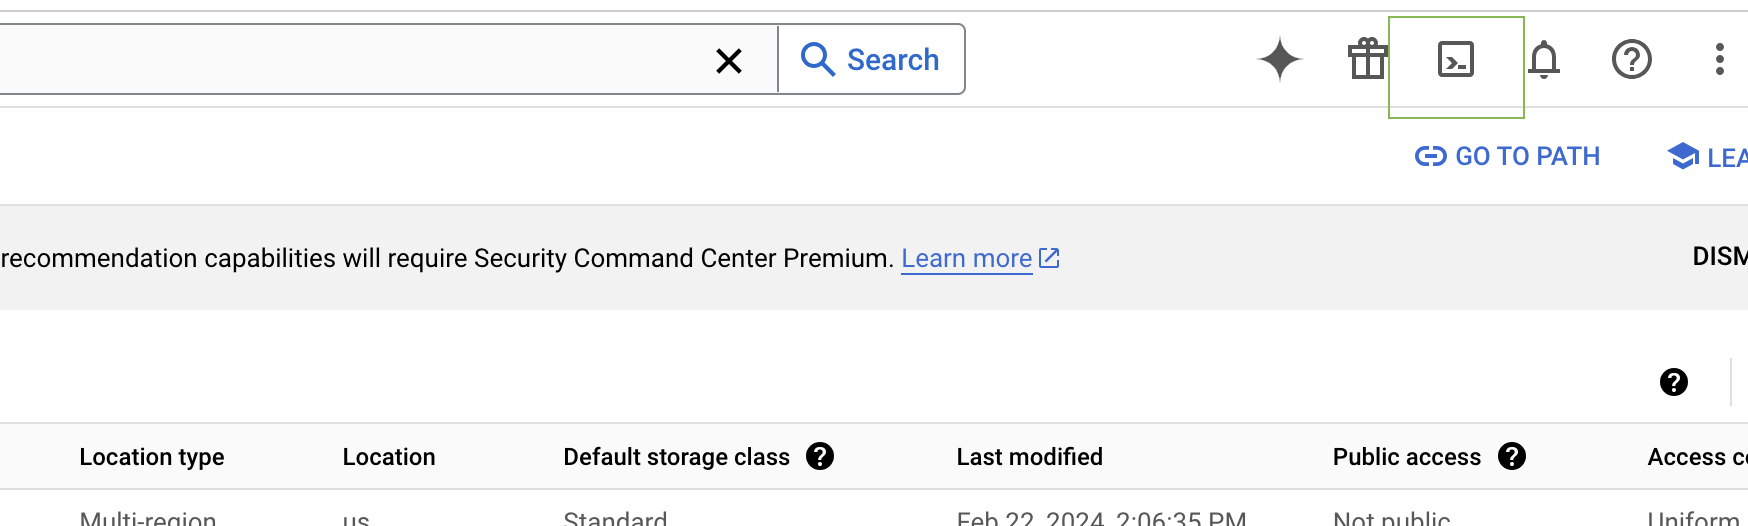 Search
GO TO PATH
LEA
recommendation capabilities will require Security Command Center Premium. Learn more
DISM
Location type Location Default storage class Last modified Public access Access co
Multi-region us Standard Feb 22, 2024, 2:06:35 PM Not public Uniform